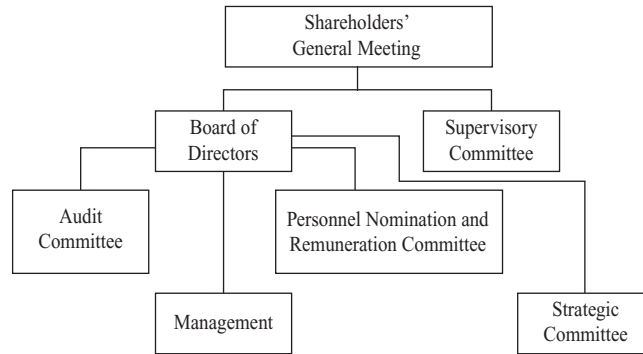 Shareholders'
General Meeting
Board of
Directors
Supervisory
Committee
Audit
Committee
Personnel Nomination and
Remuneration Committee
Management
Strategic
Committee